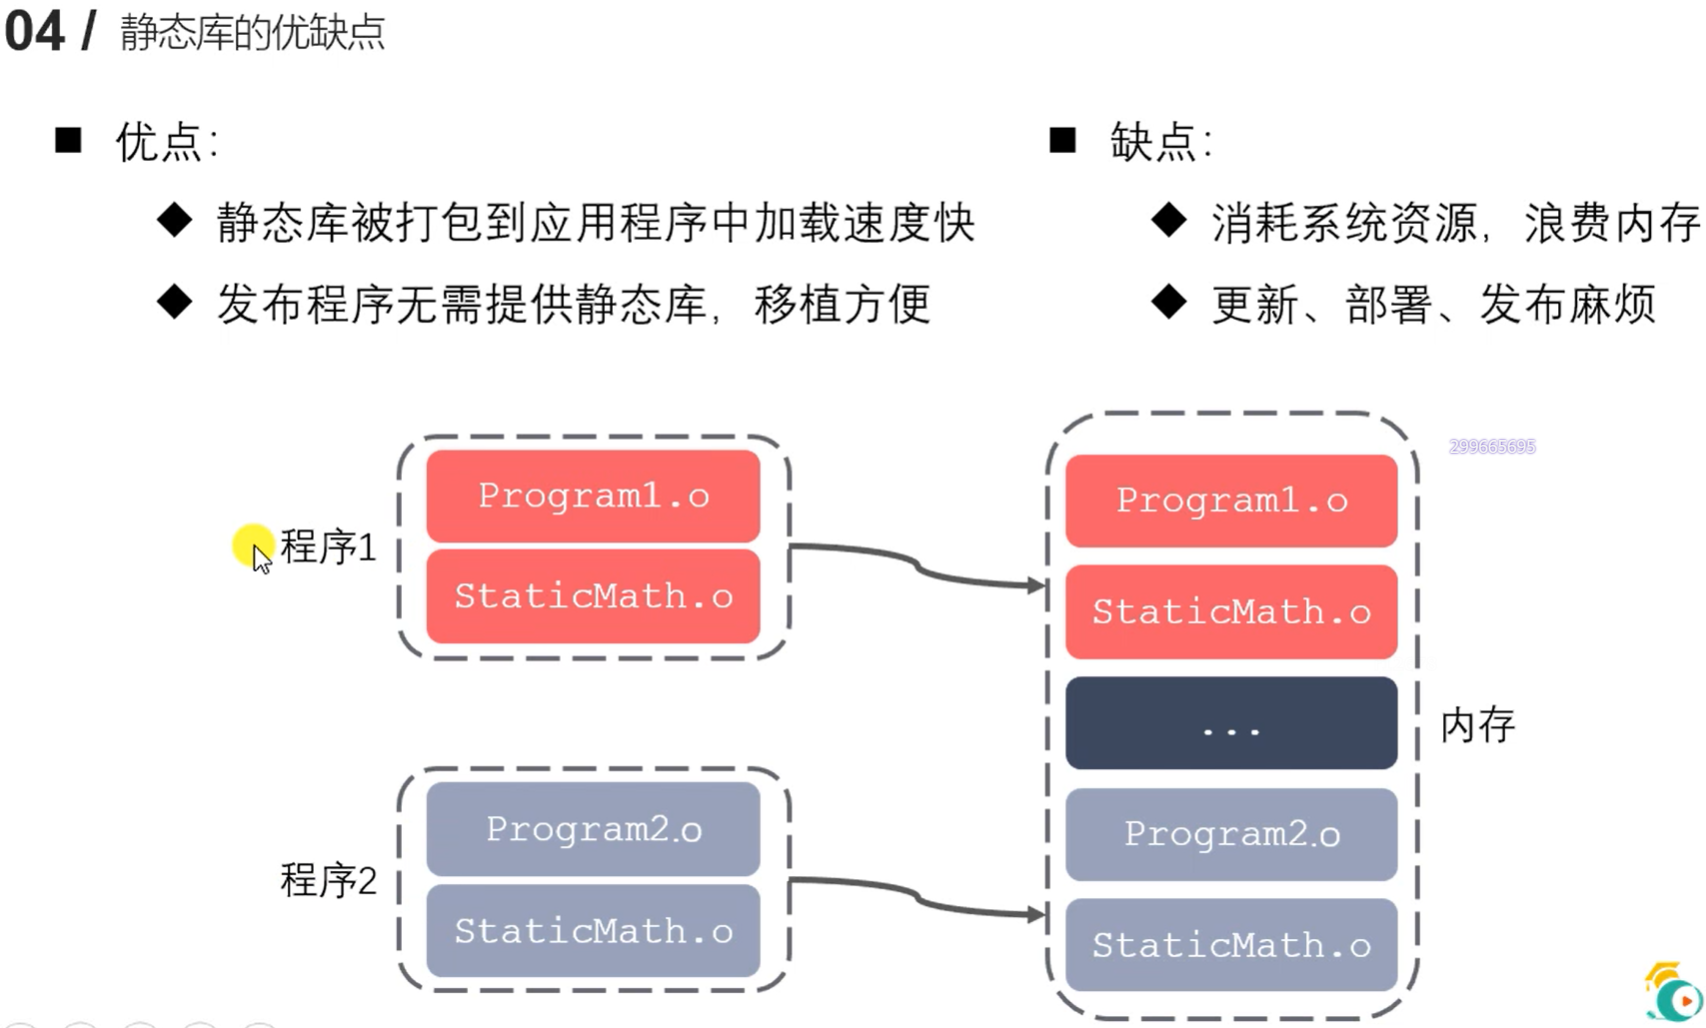 04 / 静态库的优缺点
优点：
静态库被打包到应用程序中加载速度快
发布程序无需提供静态库，移植方便
缺点：
消耗系统资源，浪费内存
更新、部署、发布麻烦
程序1
Program1.o
StaticMath.o
程序2
Program2.o
StaticMath.o
299665695
Program1.o
StaticMath.o
...
Program2.o
StaticMath.o
内存